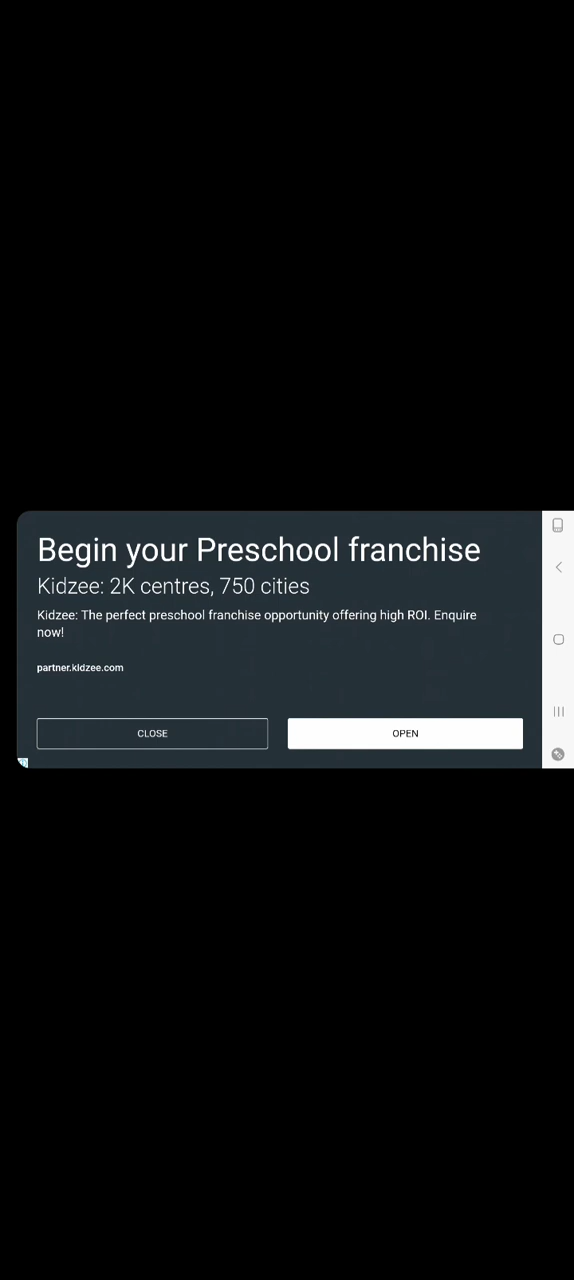 Begin your Preschool franchise
Kidzee: 2K centres, 750 cities
Kidzee: The perfect preschool franchise opportunity offering high ROI. Enquire
now!
partner.kidzee.com
CLOSE
OPEN